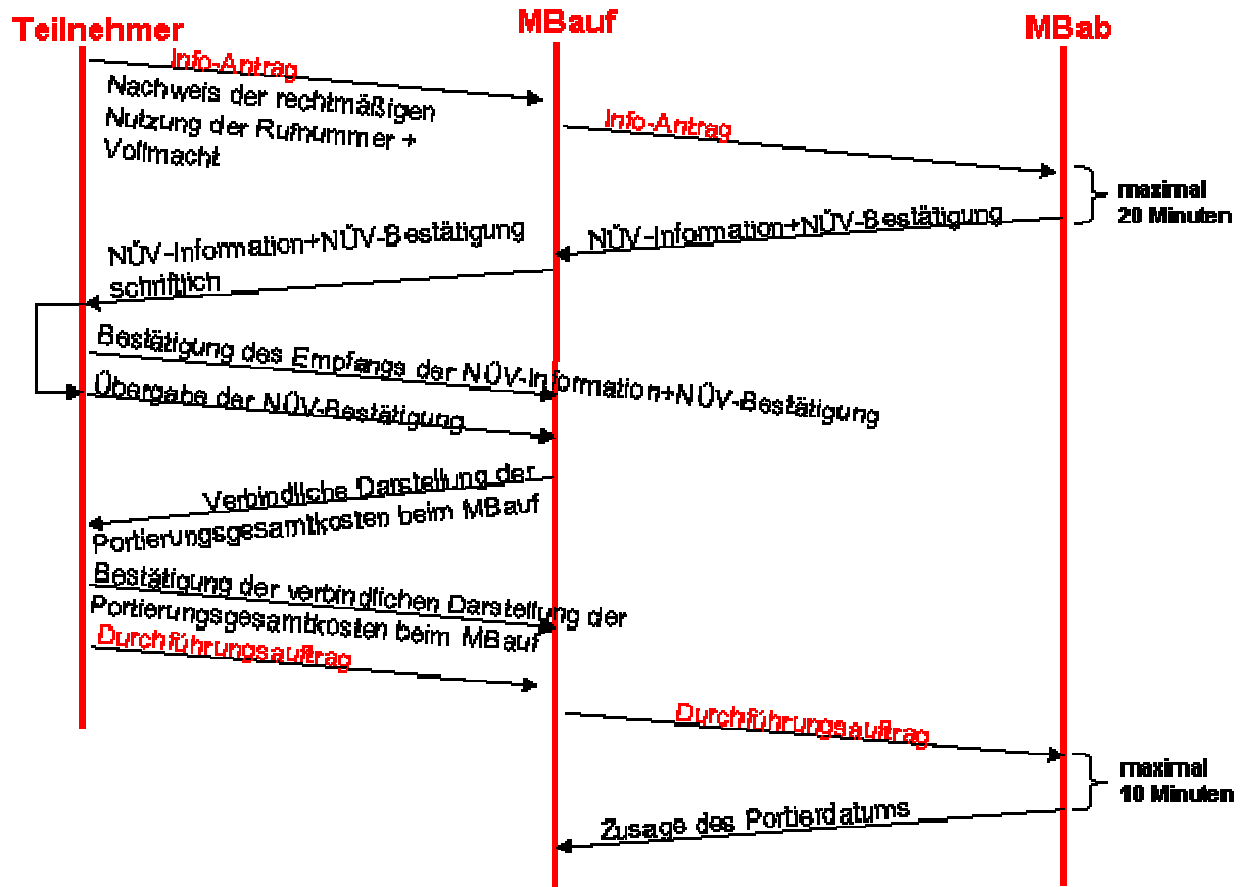 Teilnehmer
MBauf
MBab
Info-Antrag
Nachweis der rechtmäßigen
Nutzung der Rufnummer +
Vollmacht
Info-Antrag
maximal
20 Minuten
NÜV-Information+NÜV-Bestätigung
NÜV-Information+NÜV-Bestätigung
schriftlich
Bestätigung des Empfangs der NÜV-Information+NÜV-Bestätigung
Übergabe der NÜV-Bestätigung
Verbindliche Darstellung der
Portierungsgesamtkosten beim MBauf
Bestätigung der verbindlichen Darstellung der
Portierungsgesamtkosten beim MBauf
Durchführungsauftrag
Durchführungsauftrag
maximal
10 Minuten
Zusage des Portierdatums